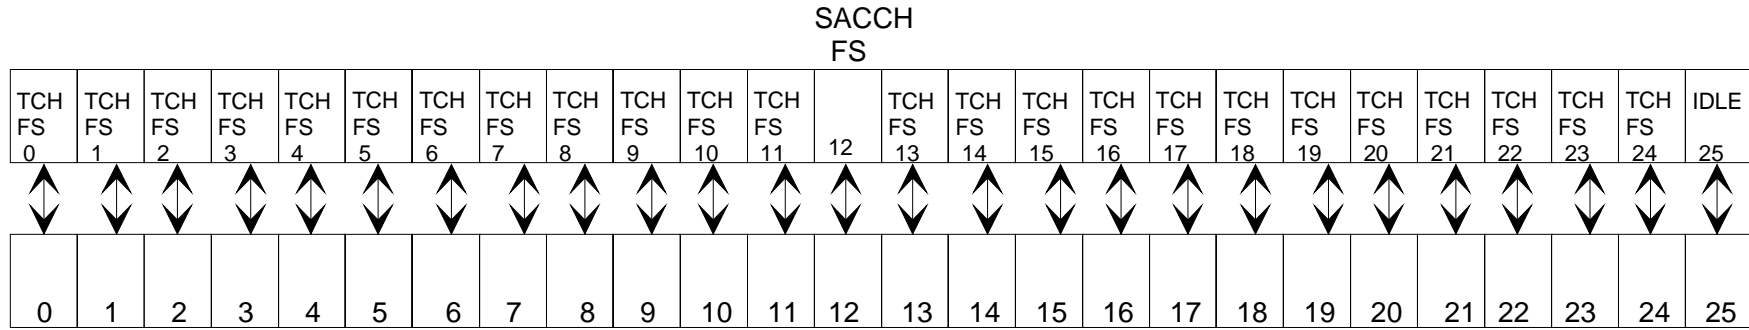 SACCH
FS
TCH TCH TCH TCH TCH TCH TCH TCH TCH TCH TCH TCH TCH TCH TCH TCH TCH TCH TCH TCH TCH TCH TCH TCH IDLE
FS FS FS FS FS FS FS FS FS FS FS FS FS FS FS FS FS FS FS FS FS FS FS FS
0 1 2 3 4 5 6 7 8 9 10 11 12 13 14 15 16 17 18 19 20 21 22 23 24 25
0 1 2 3 4 5 6 7 8 9 10 11 12 13 14 15 16 17 18 19 20 21 22 23 24 25